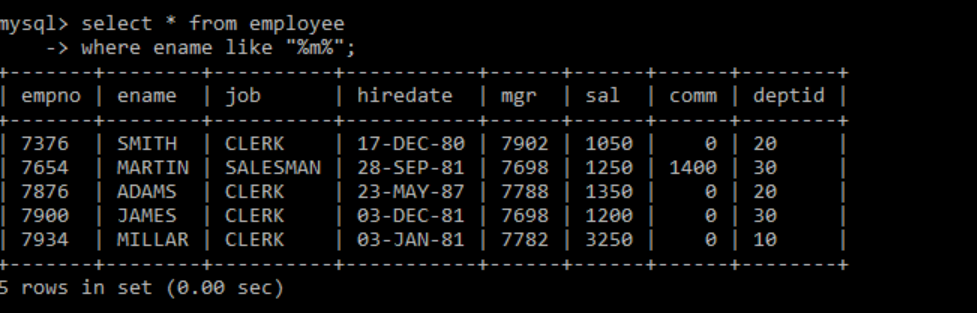 mysql> select * from employee
    -> where ename like "%m%";
+-------+--------+----------+-----------+------+------+------+--------+
| empno | ename  | job      | hiredate  | mgr  | sal  | comm | deptid |
+-------+--------+----------+-----------+------+------+------+--------+
| 7376  | SMITH  | CLERK    | 17-DEC-80 | 7902 | 1050 |    0 | 20     |
| 7654  | MARTIN | SALESMAN | 28-SEP-81 | 7698 | 1250 | 1400 | 30     |
| 7876  | ADAMS  | CLERK    | 23-MAY-87 | 7788 | 1350 |    0 | 20     |
| 7900  | JAMES  | CLERK    | 03-DEC-81 | 7698 | 1200 |    0 | 30     |
| 7934  | MILLAR | CLERK    | 03-JAN-81 | 7782 | 3250 |    0 | 10     |
+-------+--------+----------+-----------+------+------+------+--------+
5 rows in set (0.00 sec)